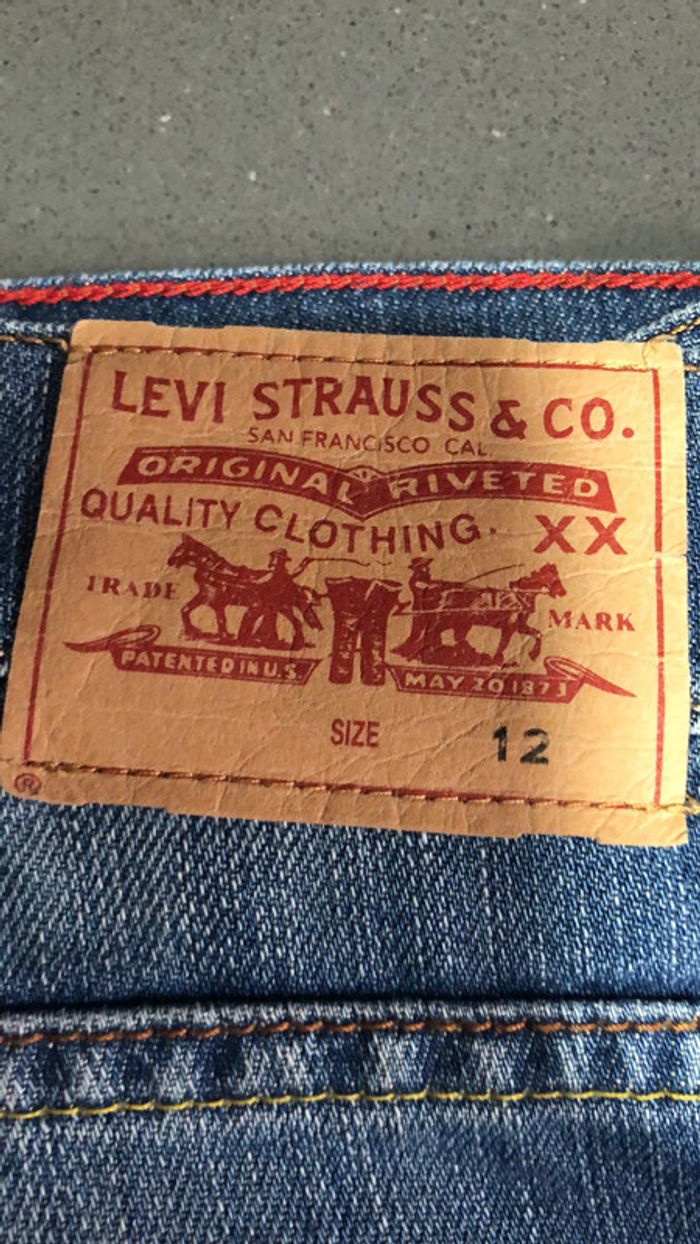 LEVI STRAUSS & CO.
SAN FRANCISCO CAL.
ORIGINAL RIVETED
QUALITY CLOTHING. XX
TRADE MARK
PATENTED IN U.S. MAY 20 1873
SIZE 12
®